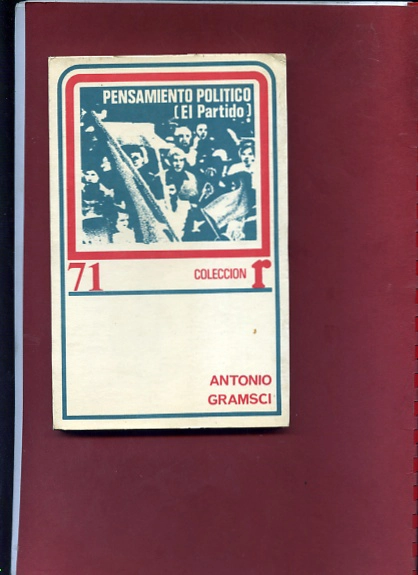 PENSAMIENTO POLITICO
[El Partido]
71
COLECCION r
ANTONIO
GRAMSCI